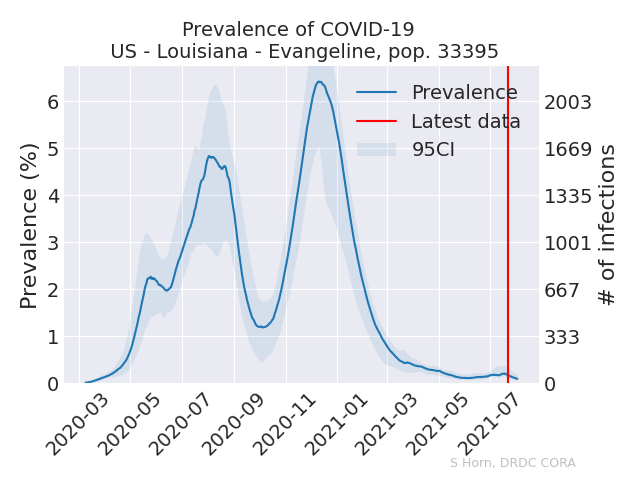 Prevalence of COVID-19
US - Louisiana - Evangeline, pop. 33395
Prevalence
Latest data
95CI
Prevalence (%)
6
5
4
3
2
1
0
2003
1669
1335
1001
667
333
0
# of infections
2020-03
2020-05
2020-07
2020-09
2020-11
2021-01
2021-03
2021-05
2021-07
S Horn, DRDC CORA